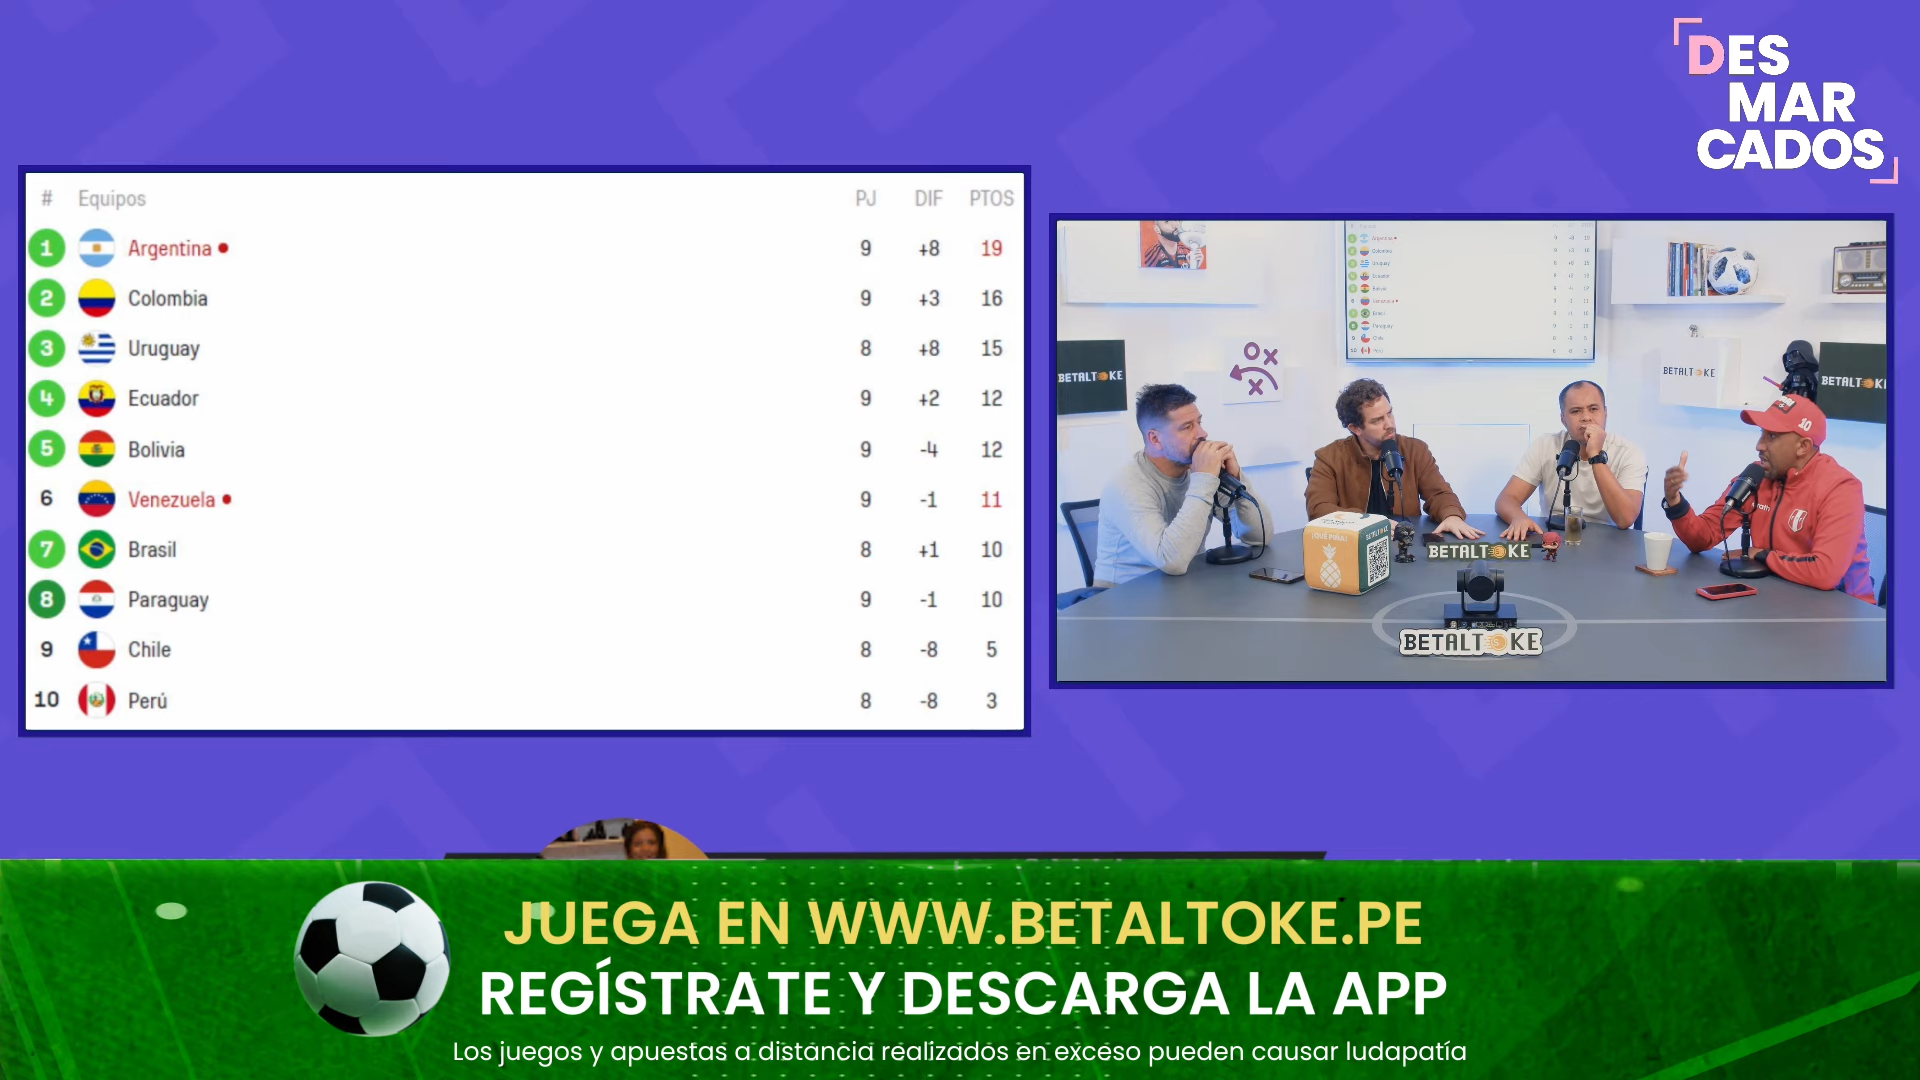 DES
MAR
CADOS
# Equipos PJ DIF PTOS
1 Argentina 9 +8 19
2 Colombia 9 +3 16
3 Uruguay 8 +8 15
4 Ecuador 9 +2 12
5 Bolivia 9 -4 12
6 Venezuela 9 -1 11
7 Brasil 8 +1 10
8 Paraguay 9 -1 10
9 Chile 8 -8 5
10 Perú 8 -8 3
BETALTOKE
BETALTOKE
BETALTOKE
10
¡QUÉ PIÑA!
BETALTOKE
BETALTOKE
JUEGA EN WWW.BETALTOKE.PE
REGÍSTRATE Y DESCARGA LA APP
Los juegos y apuestas a distancia realizados en exceso pueden causar ludapatía